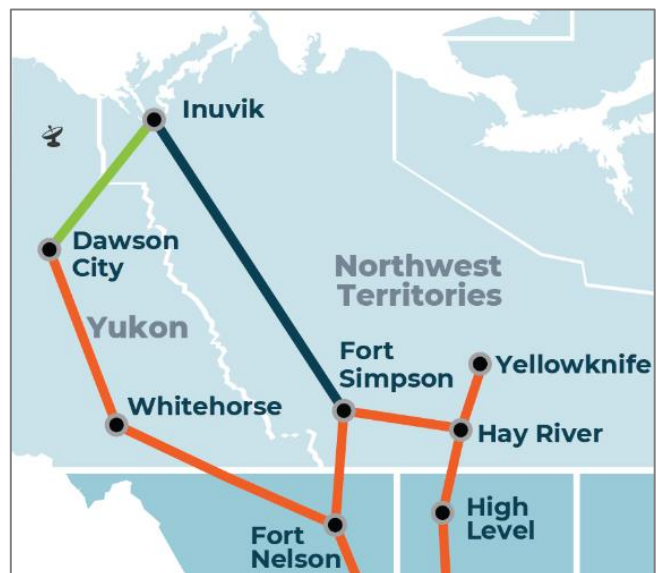 Inuvik
Dawson
City
Northwest
Territories
Yukon
Fort
Simpson
Yellowknife
Whitehorse
Hay River
High
Level
Fort
Nelson